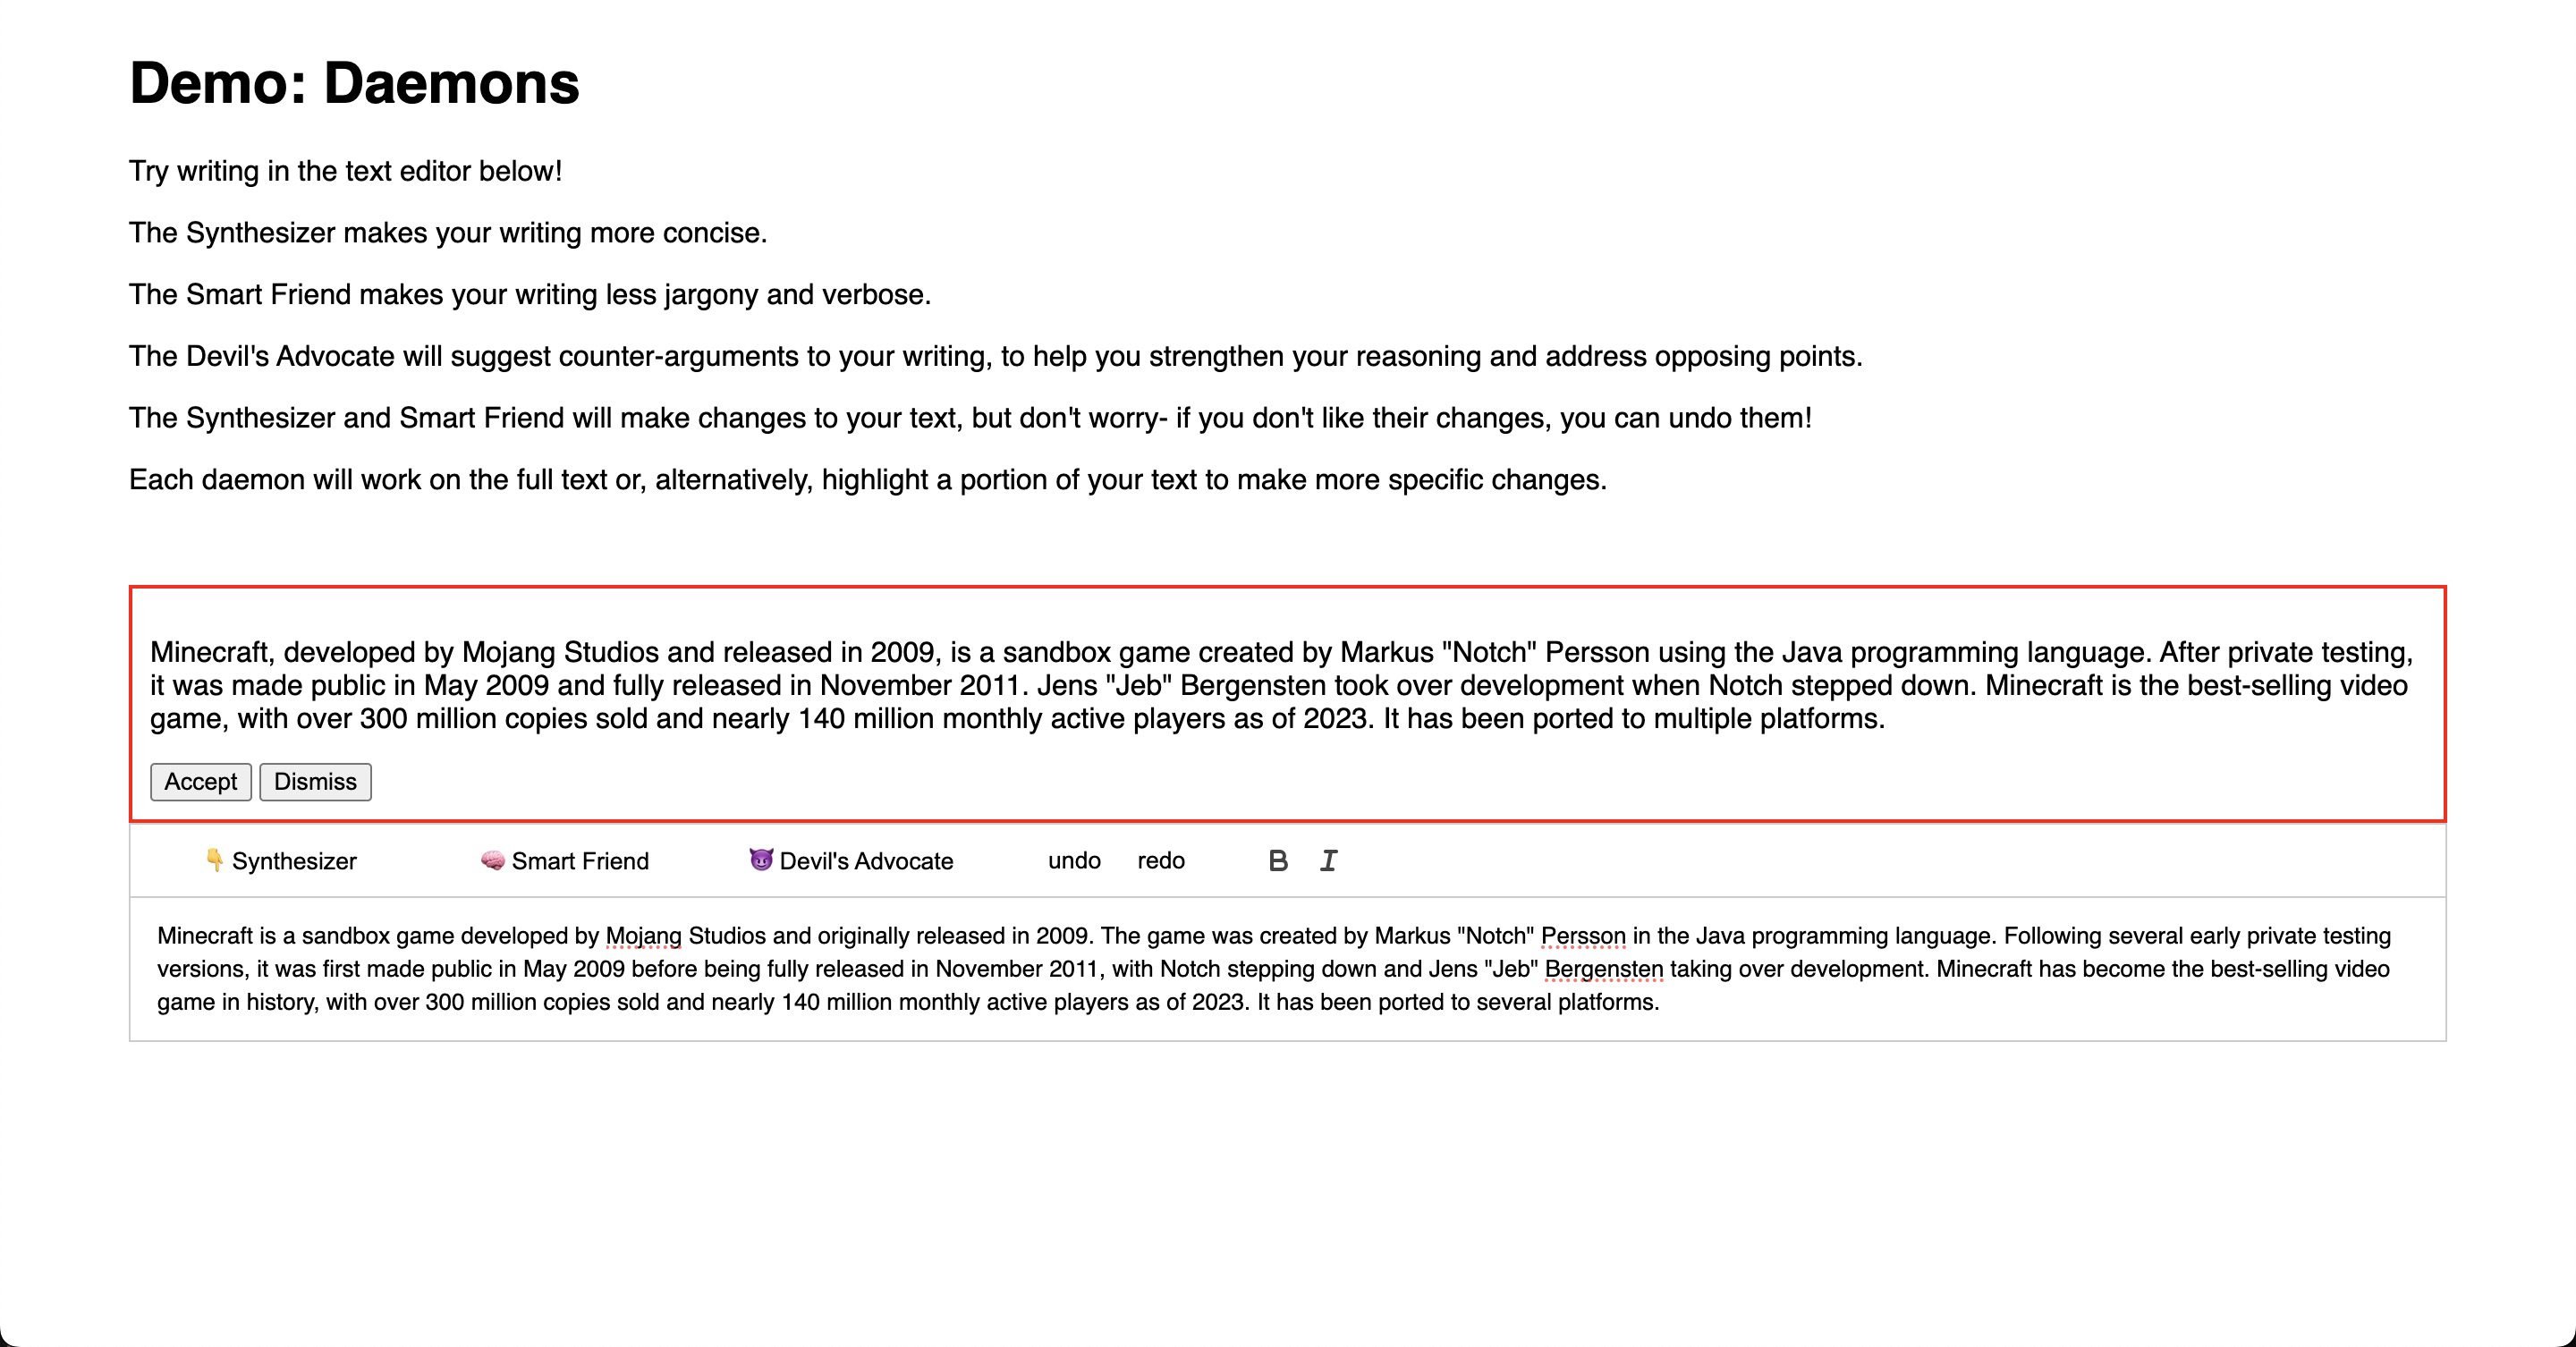 Demo: Daemons
Try writing in the text editor below!
The Synthesizer makes your writing more concise.
The Smart Friend makes your writing less jargony and verbose.
The Devil's Advocate will suggest counter-arguments to your writing, to help you strengthen your reasoning and address opposing points.
The Synthesizer and Smart Friend will make changes to your text, but don't worry- if you don't like their changes, you can undo them!
Each daemon will work on the full text or, alternatively, highlight a portion of your text to make more specific changes.
Minecraft, developed by Mojang Studios and released in 2009, is a sandbox game created by Markus "Notch" Persson using the Java programming language. After private testing,
it was made public in May 2009 and fully released in November 2011. Jens "Jeb" Bergensten took over development when Notch stepped down. Minecraft is the best-selling video
game, with over 300 million copies sold and nearly 140 million monthly active players as of 2023. It has been ported to multiple platforms.
Accept Dismiss
👇 Synthesizer 🧠 Smart Friend 😈 Devil's Advocate undo redo B I
Minecraft is a sandbox game developed by Mojang Studios and originally released in 2009. The game was created by Markus "Notch" Persson in the Java programming language. Following several early private testing
versions, it was first made public in May 2009 before being fully released in November 2011, with Notch stepping down and Jens "Jeb" Bergensten taking over development. Minecraft has become the best-selling video
game in history, with over 300 million copies sold and nearly 140 million monthly active players as of 2023. It has been ported to several platforms.